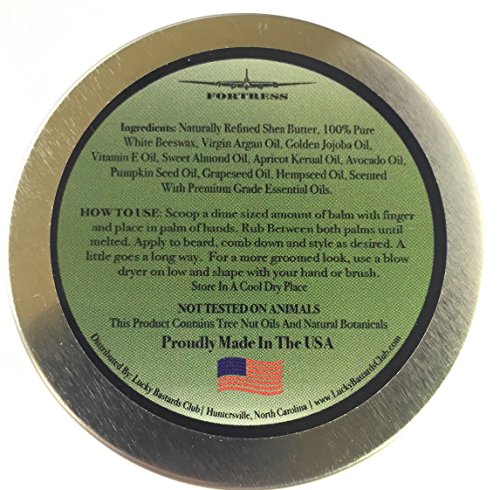 FORTRESS
Ingredients: Naturally Refined Shea Butter, 100% Pure
White Beeswax, Virgin Argan Oil, Golden Jojoba Oil,
Vitamin E Oil, Sweet Almond Oil, Apricot Kernal Oil, Avocado Oil,
Pumpkin Seed Oil, Grapeseed Oil, Hempseed Oil, Scented
With Premium Grade Essential Oils.
HOW TO USE: Scoop a dime sized amount of balm with finger
and place in palm of hands. Rub Between both palms until
melted. Apply to beard, comb down and style as desired. A
little goes a long way. For a more groomed look, use a blow
dryer on low and shape with your hand or brush.
Store In A Cool Dry Place
NOT TESTED ON ANIMALS
This Product Contains Tree Nut Oils And Natural Botanicals
Proudly Made In The USA
Distributed By: Lucky Bastards Club | Huntersville, North Carolina | www.LuckyBastardsClub.com